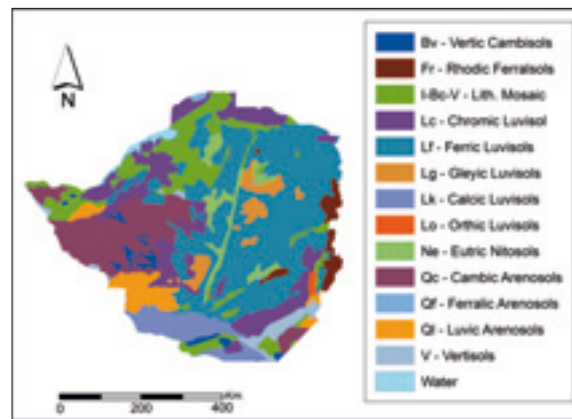 N
Bv - Vertic Cambisols
Fr - Rhodic Ferralsols
I-Bc-V - Lith. Mosaic
Lc - Chromic Luvisol
Lf - Ferric Luvisols
Lg - Gleyic Luvisols
Lk - Calcic Luvisols
Lo - Orthic Luvisols
Ne - Eutric Nitosols
Qc - Cambic Arenosols
Qf - Ferralic Arenosols
Ql - Luvic Arenosols
V - Vertisols
Water
Km
0 200 400